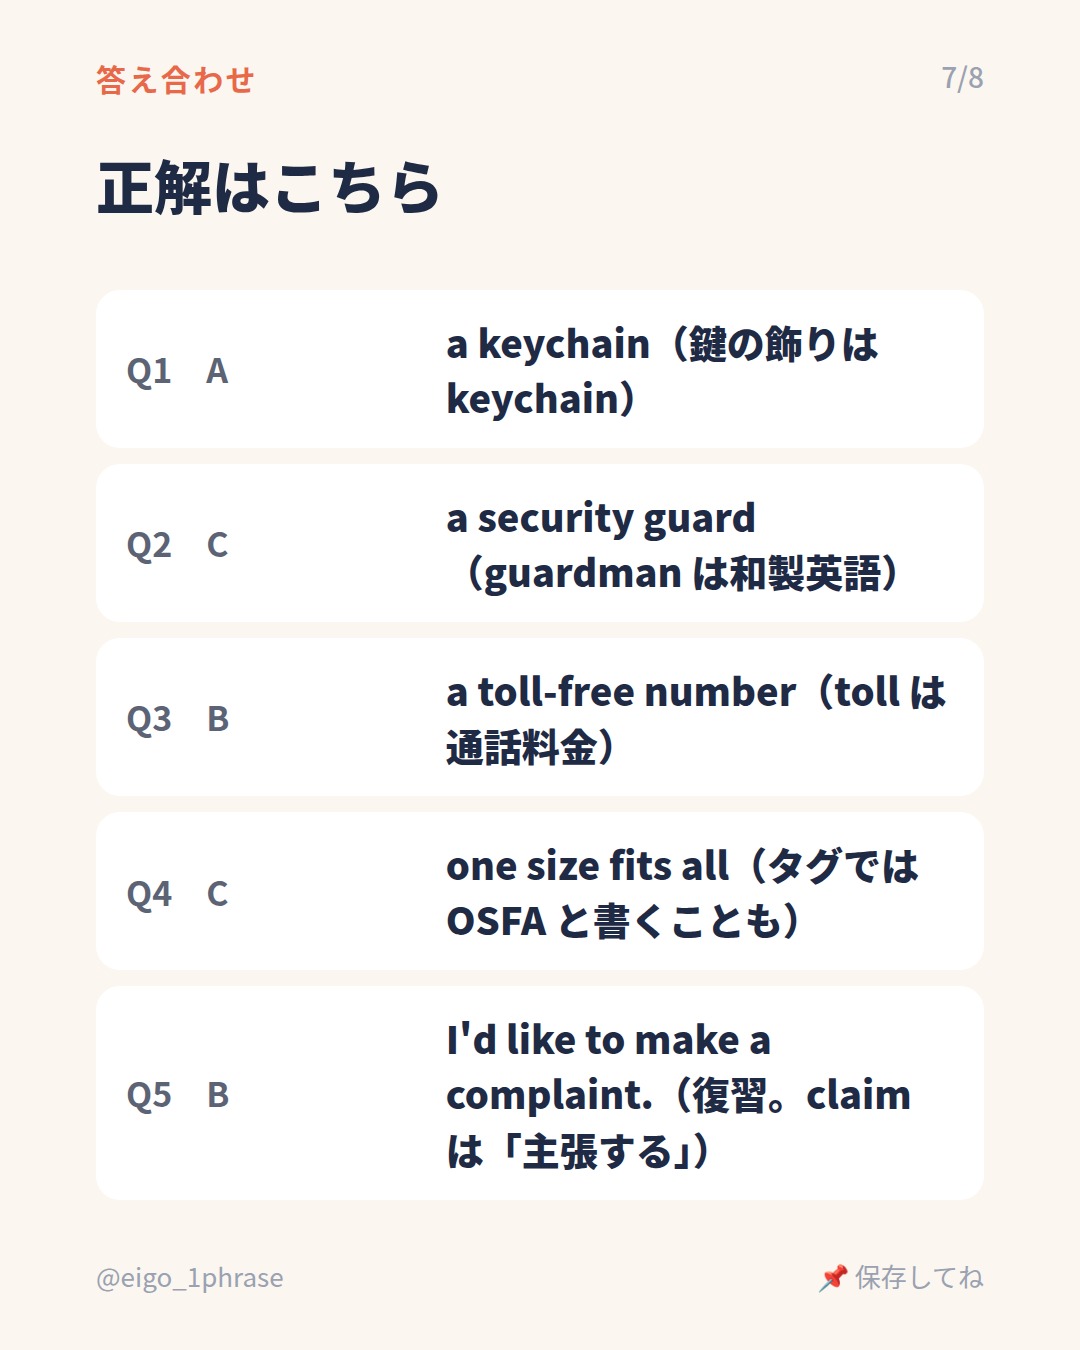 答え合わせ
7/8
正解はこちら
Q1 A
a keychain（鍵の飾りは
keychain）
Q2 C
a security guard
（guardman は和製英語）
Q3 B
a toll-free number（toll は
通話料金）
Q4 C
one size fits all（タグでは
OSFA と書くことも）
Q5 B
I'd like to make a
complaint.（復習。claim
は「主張する」）
@eigo_1phrase
📌 保存してね